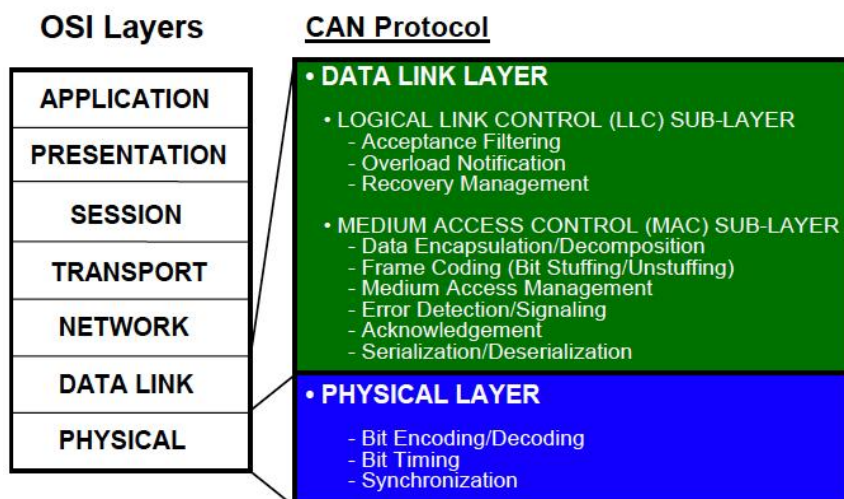 OSI Layers
APPLICATION
PRESENTATION
SESSION
TRANSPORT
NETWORK
DATA LINK
PHYSICAL
CAN Protocol
• DATA LINK LAYER
• LOGICAL LINK CONTROL (LLC) SUB-LAYER
- Acceptance Filtering
- Overload Notification
- Recovery Management
• MEDIUM ACCESS CONTROL (MAC) SUB-LAYER
- Data Encapsulation/Decomposition
- Frame Coding (Bit Stuffing/Unstuffing)
- Medium Access Management
- Error Detection/Signaling
- Acknowledgement
- Serialization/Deserialization
• PHYSICAL LAYER
- Bit Encoding/Decoding
- Bit Timing
- Synchronization